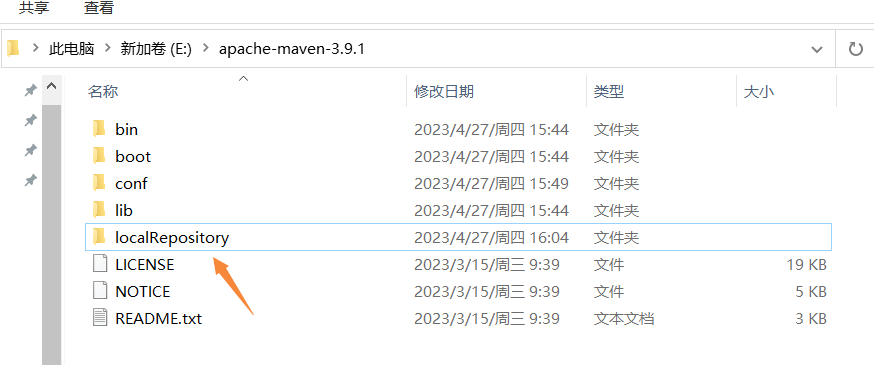 共享 查看
此电脑 新加卷 (E:) apache-maven-3.9.1
名称 修改日期 类型 大小
bin 2023/4/27/周四 15:44 文件夹
boot 2023/4/27/周四 15:44 文件夹
conf 2023/4/27/周四 15:49 文件夹
lib 2023/4/27/周四 15:44 文件夹
localRepository 2023/4/27/周四 16:04 文件夹
LICENSE 2023/3/15/周三 9:39 文件 19 KB
NOTICE 2023/3/15/周三 9:39 文件 5 KB
README.txt 2023/3/15/周三 9:39 文本文档 3 KB